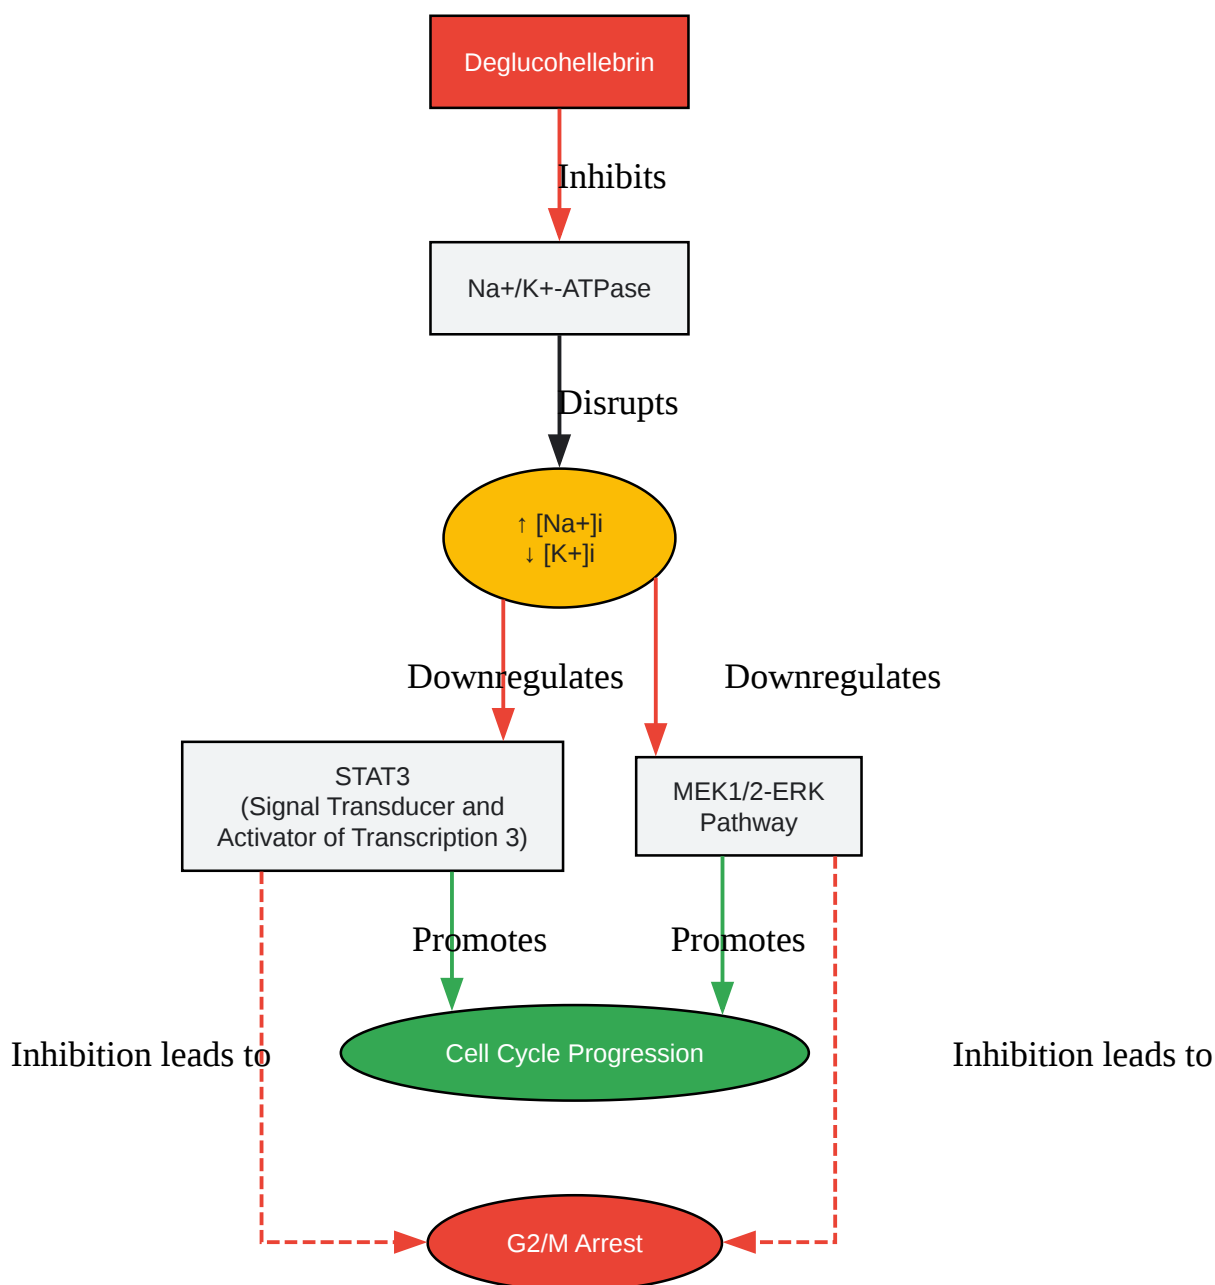 Deglucohellebrin
Inhibits
Na+/K+-ATPase
Disrupts
↑ [Na+]i
↓ [K+]i
Downregulates
Downregulates
STAT3
(Signal Transducer and
Activator of Transcription 3)
MEK1/2-ERK
Pathway
Promotes
Promotes
Inhibition leads to
Cell Cycle Progression
Inhibition leads to
G2/M Arrest